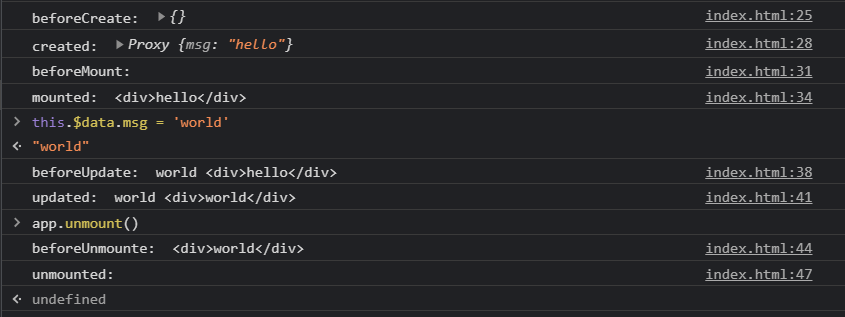 beforeCreate: ▶{} index.html:25
created: ▶Proxy {msg: "hello"} index.html:28
beforeMount: index.html:31
mounted: <div>hello</div> index.html:34
> this.$data.msg = 'world'
<· "world"
beforeUpdate: world <div>hello</div> index.html:38
updated: world <div>world</div> index.html:41
> app.unmount()
beforeUnmounte: <div>world</div> index.html:44
unmounted: index.html:47
<· undefined